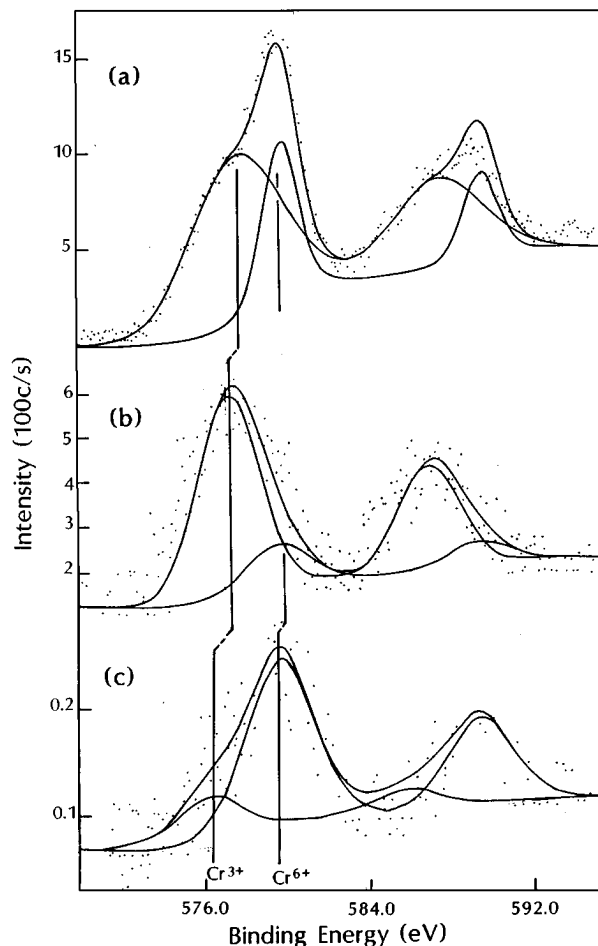 (a)
15
10
5
(b)
6
5
4
3
2
(c)
0.2
0.1
Cr3+ Cr6+
576.0 584.0 592.0
Binding Energy (eV)
Intensity (100c/s)